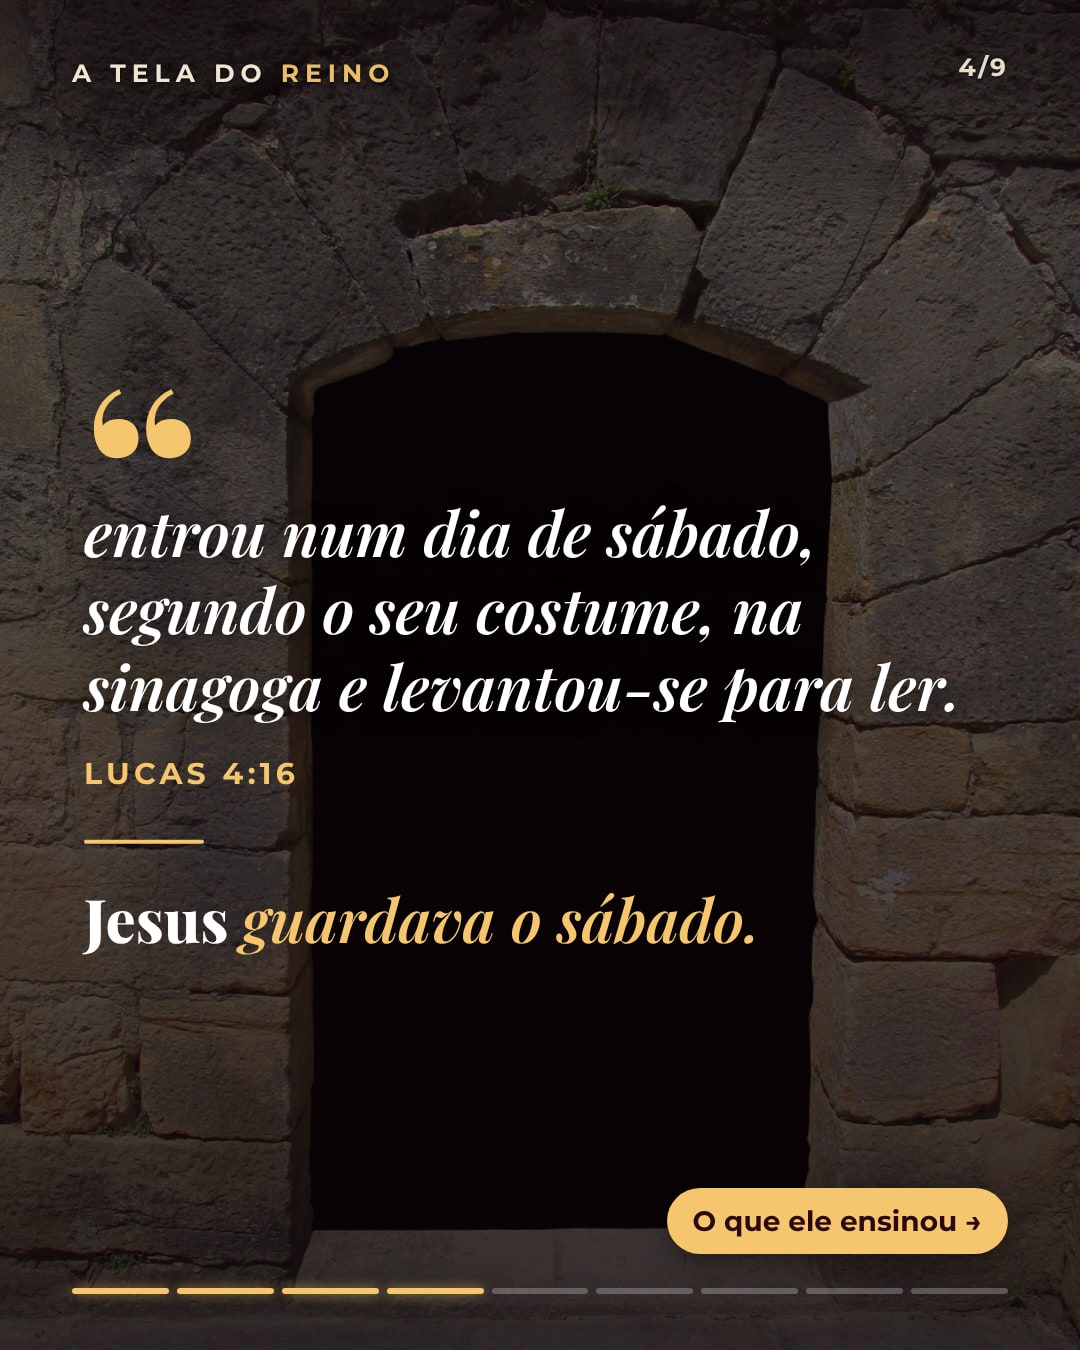 A TELA DO REINO
4/9
“
entrou num dia de sábado,
segundo o seu costume, na
sinagoga e levantou-se para ler.
LUCAS 4:16
Jesus guardava o sábado.
O que ele ensinou →